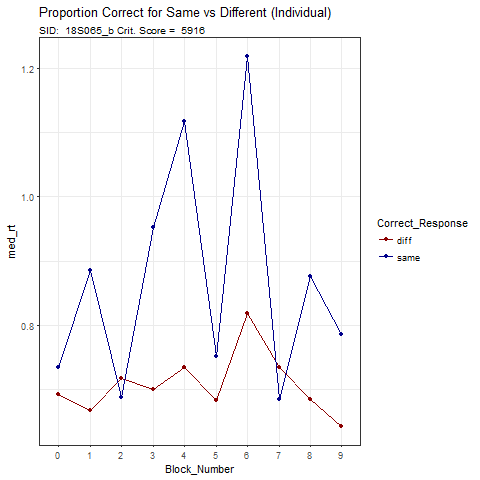 Proportion Correct for Same vs Different (Individual)
SID:  18S065_b Crit. Score =  5916
1.2
1.0
0.8
med_rt
0 1 2 3 4 5 6 7 8 9
Block_Number
Correct_Response
diff
same